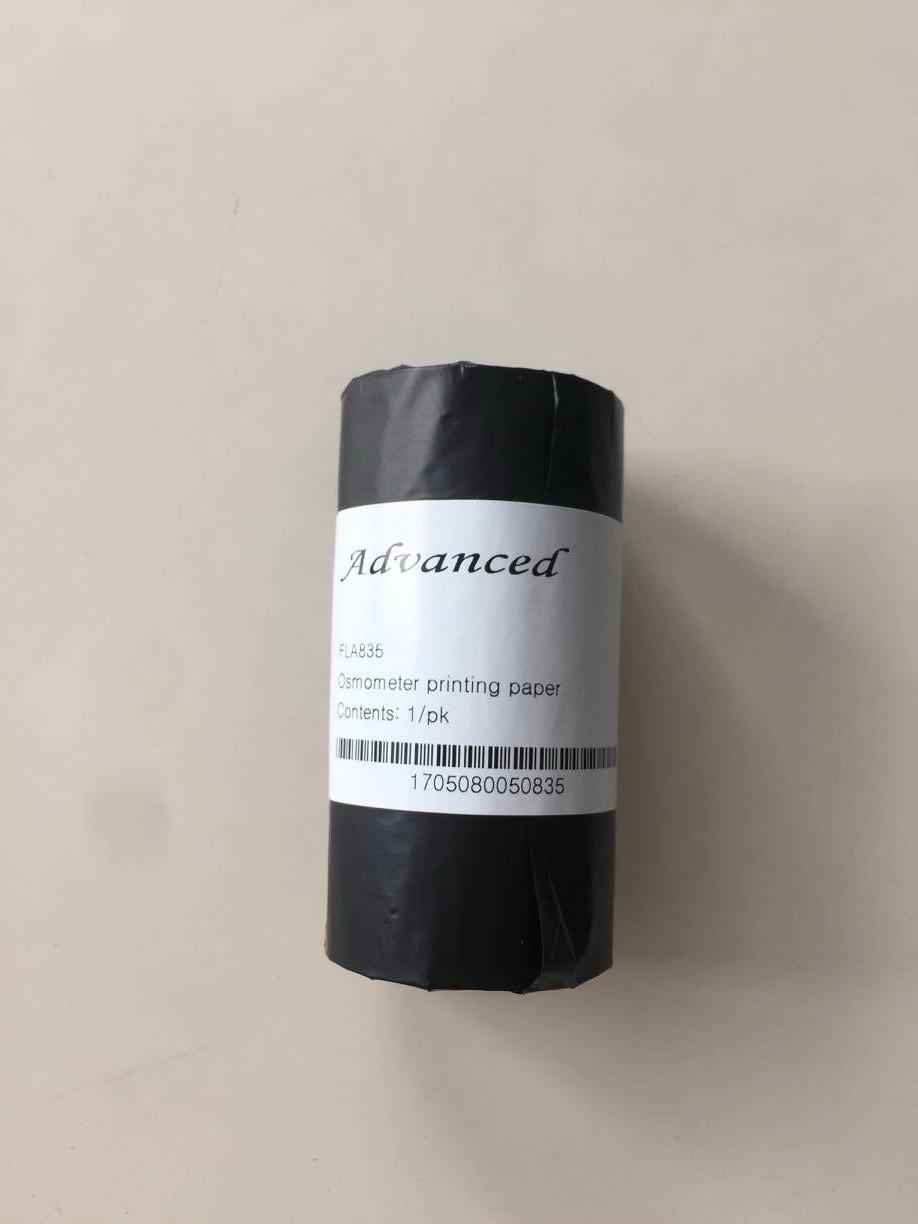 Advanced
FLA835
Osmometer printing paper
Contents: 1/pk
1705080050835